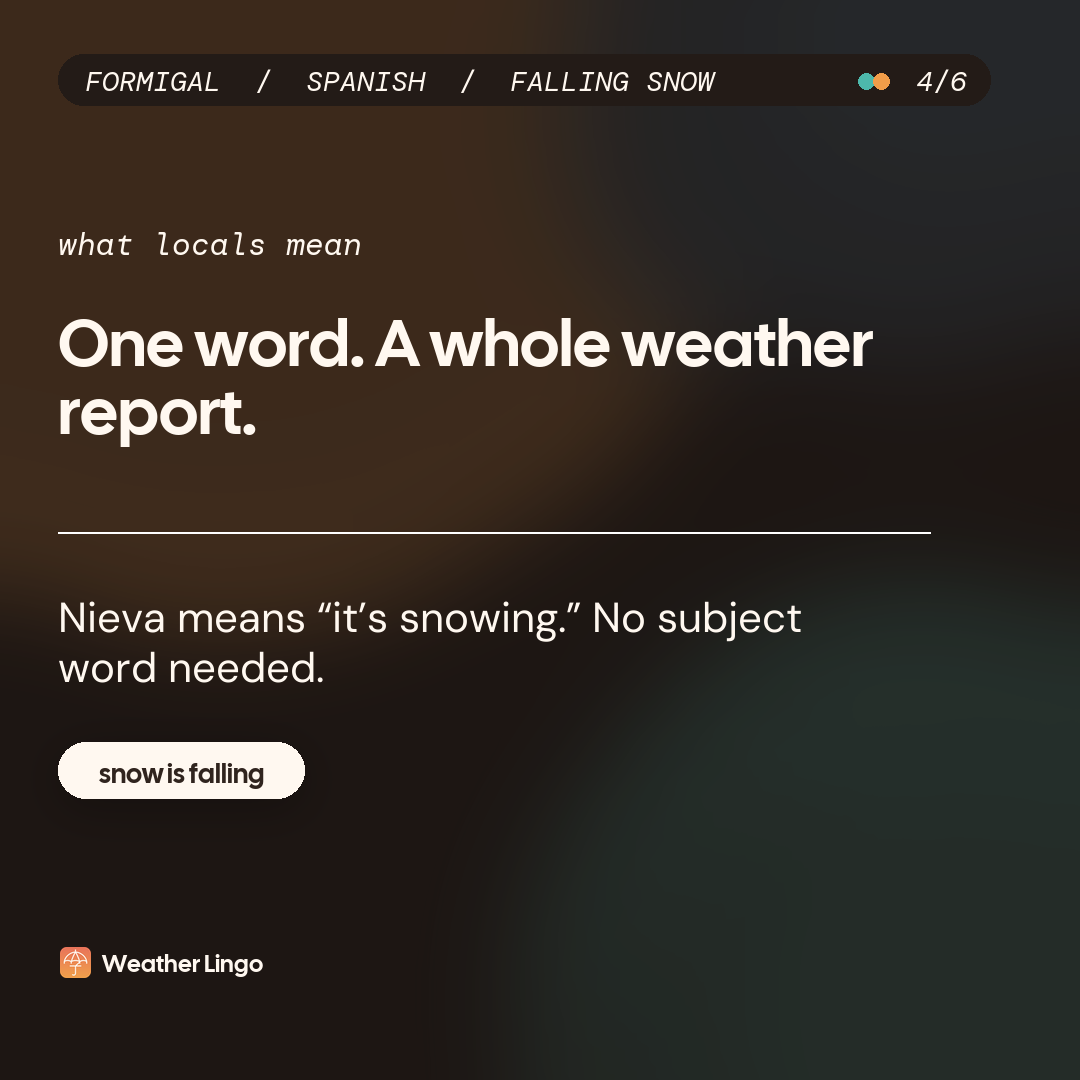 FORMIGAL / SPANISH / FALLING SNOW 4/6
what locals mean
One word. A whole weather
report.
Nieva means “it’s snowing.” No subject
word needed.
snow is falling
Weather Lingo